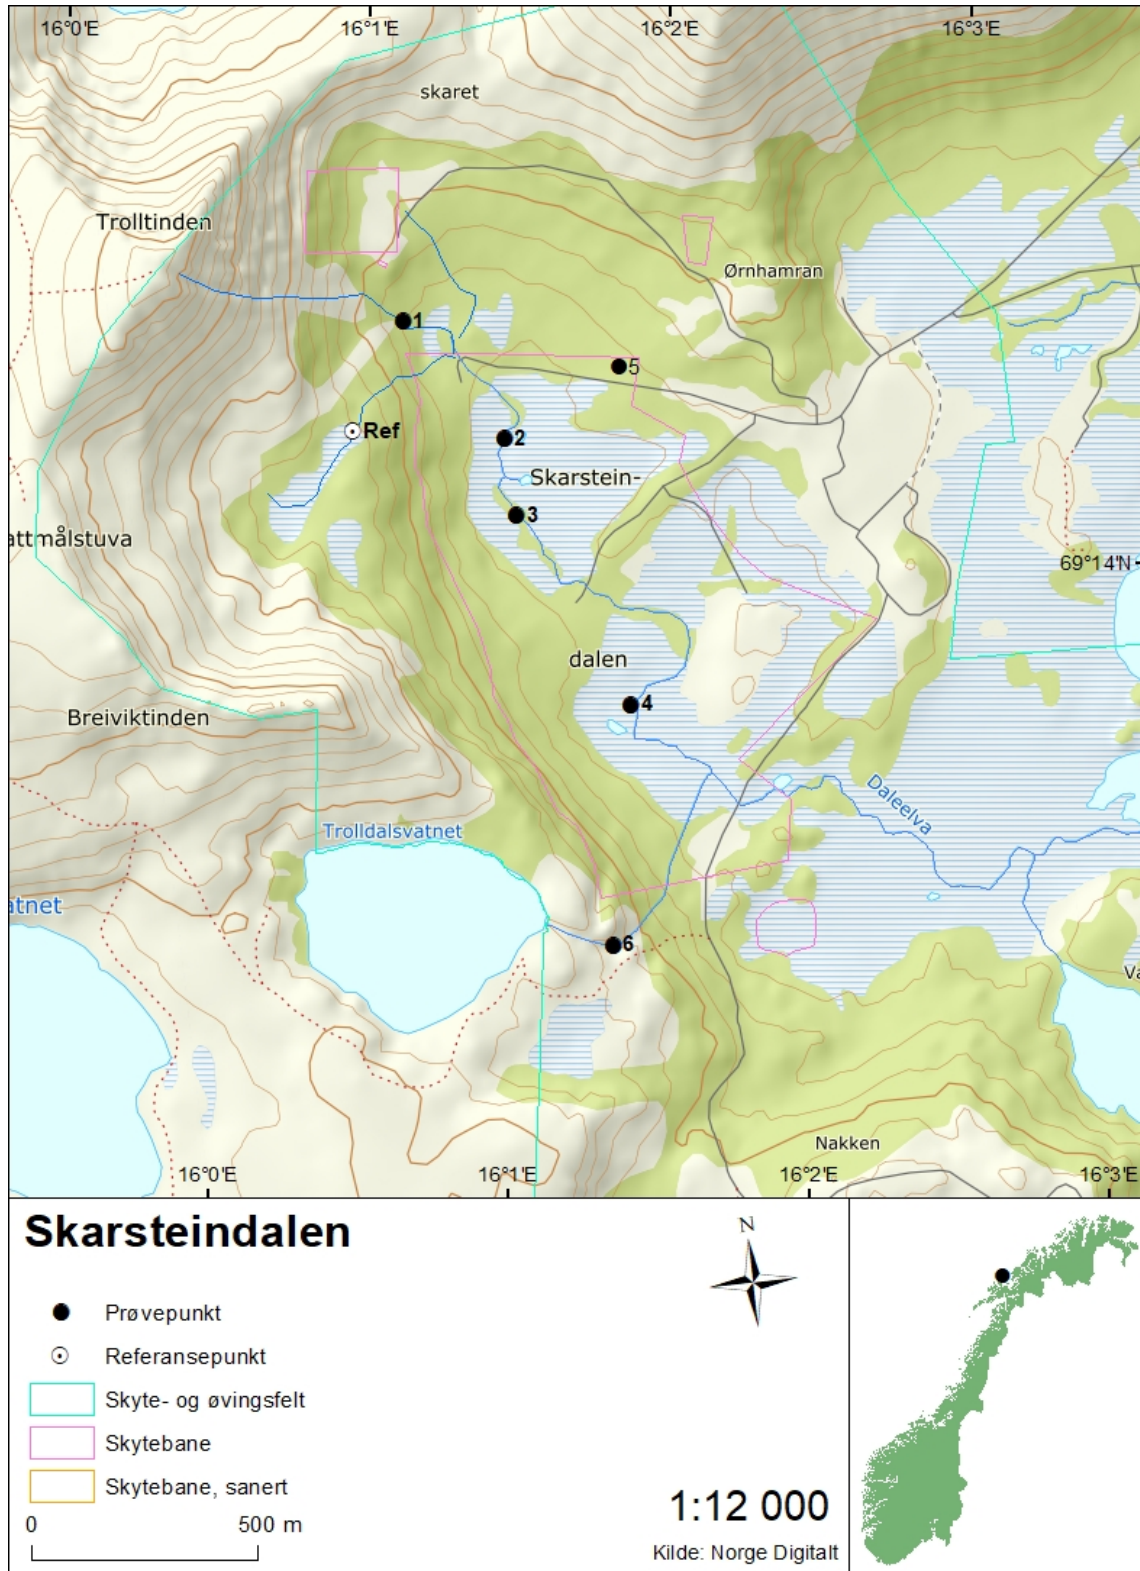 16°0'E 16°1'E 16°2'E 16°3'E
skaret
Trolltinden
Ørnhamran
1
5
Ref
2
Skarstein-
3
attmålstuva
69°14'N
dalen
4
Breiviktinden
Daleelva
Trolldalsvatnet
atnet
6
Va
Nakken
16°0'E 16°1'E 16°2'E 16°3'E
Skarsteindalen
N
Prøvepunkt
Referansepunkt
Skyte- og øvingsfelt
Skytebane
Skytebane, sanert
0 500 m
1:12 000
Kilde: Norge Digitalt